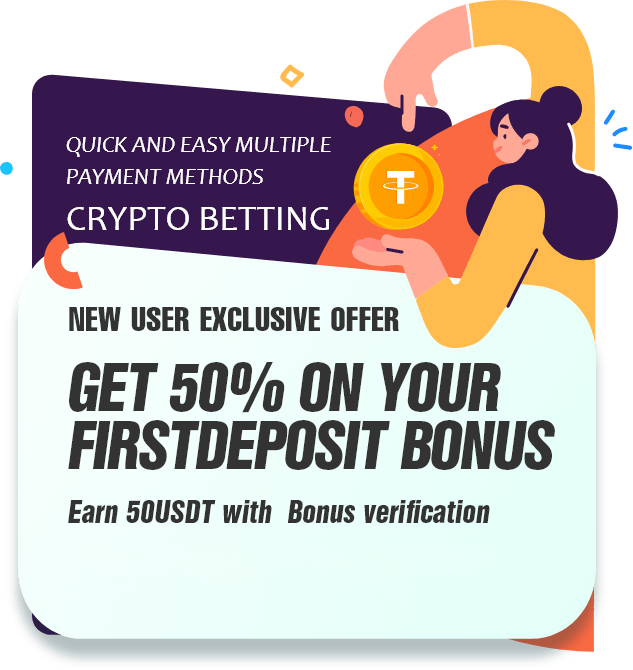 QUICK AND EASY MULTIPLE
PAYMENT METHODS
CRYPTO BETTING
NEW USER EXCLUSIVE OFFER
GET 50% ON YOUR
FIRSTDEPOSIT BONUS
Earn 50USDT with Bonus verification